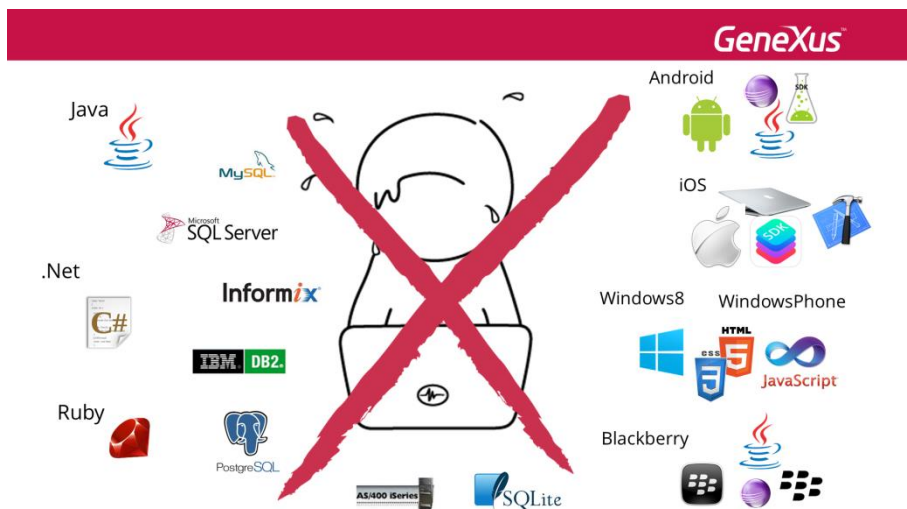 GeneXus™
Java
MySQL
Microsoft
SQL Server
.Net
C#
Informix
IBM. DB2.
Ruby
PostgreSQL
AS/400 iSeries
SQLite
Android
SDK
iOS
SDK
Windows8
WindowsPhone
HTML
5
CSS
3
JavaScript
Blackberry